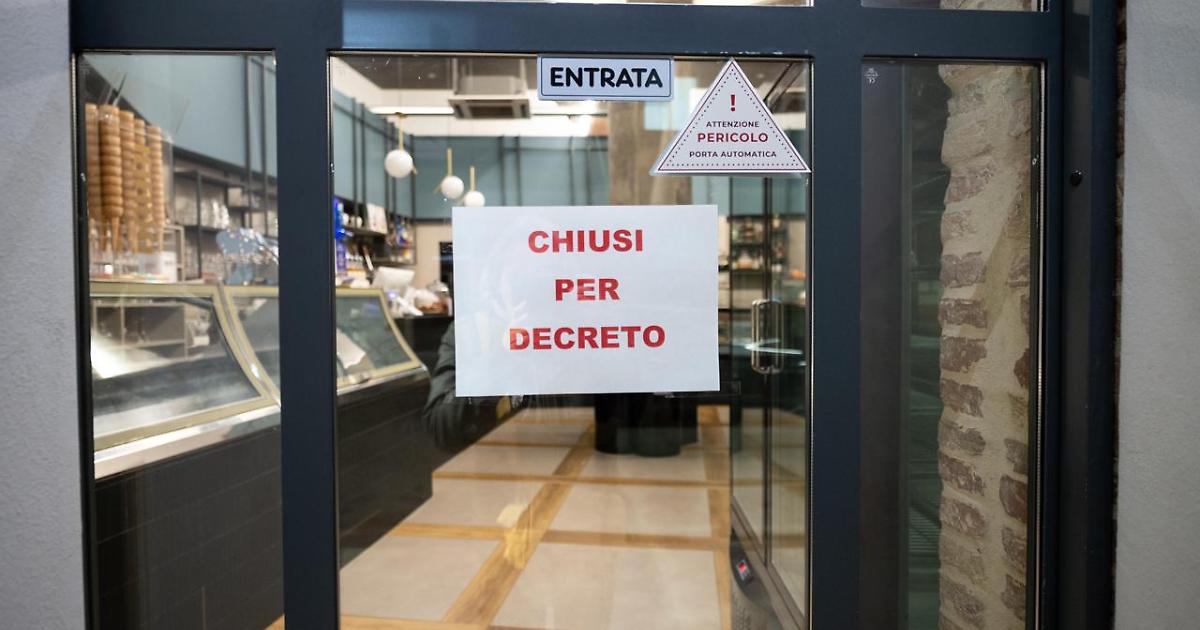 ENTRATA
!
ATTENZIONE
PERICOLO
PORTA AUTOMATICA
CHIUSI
PER
DECRETO